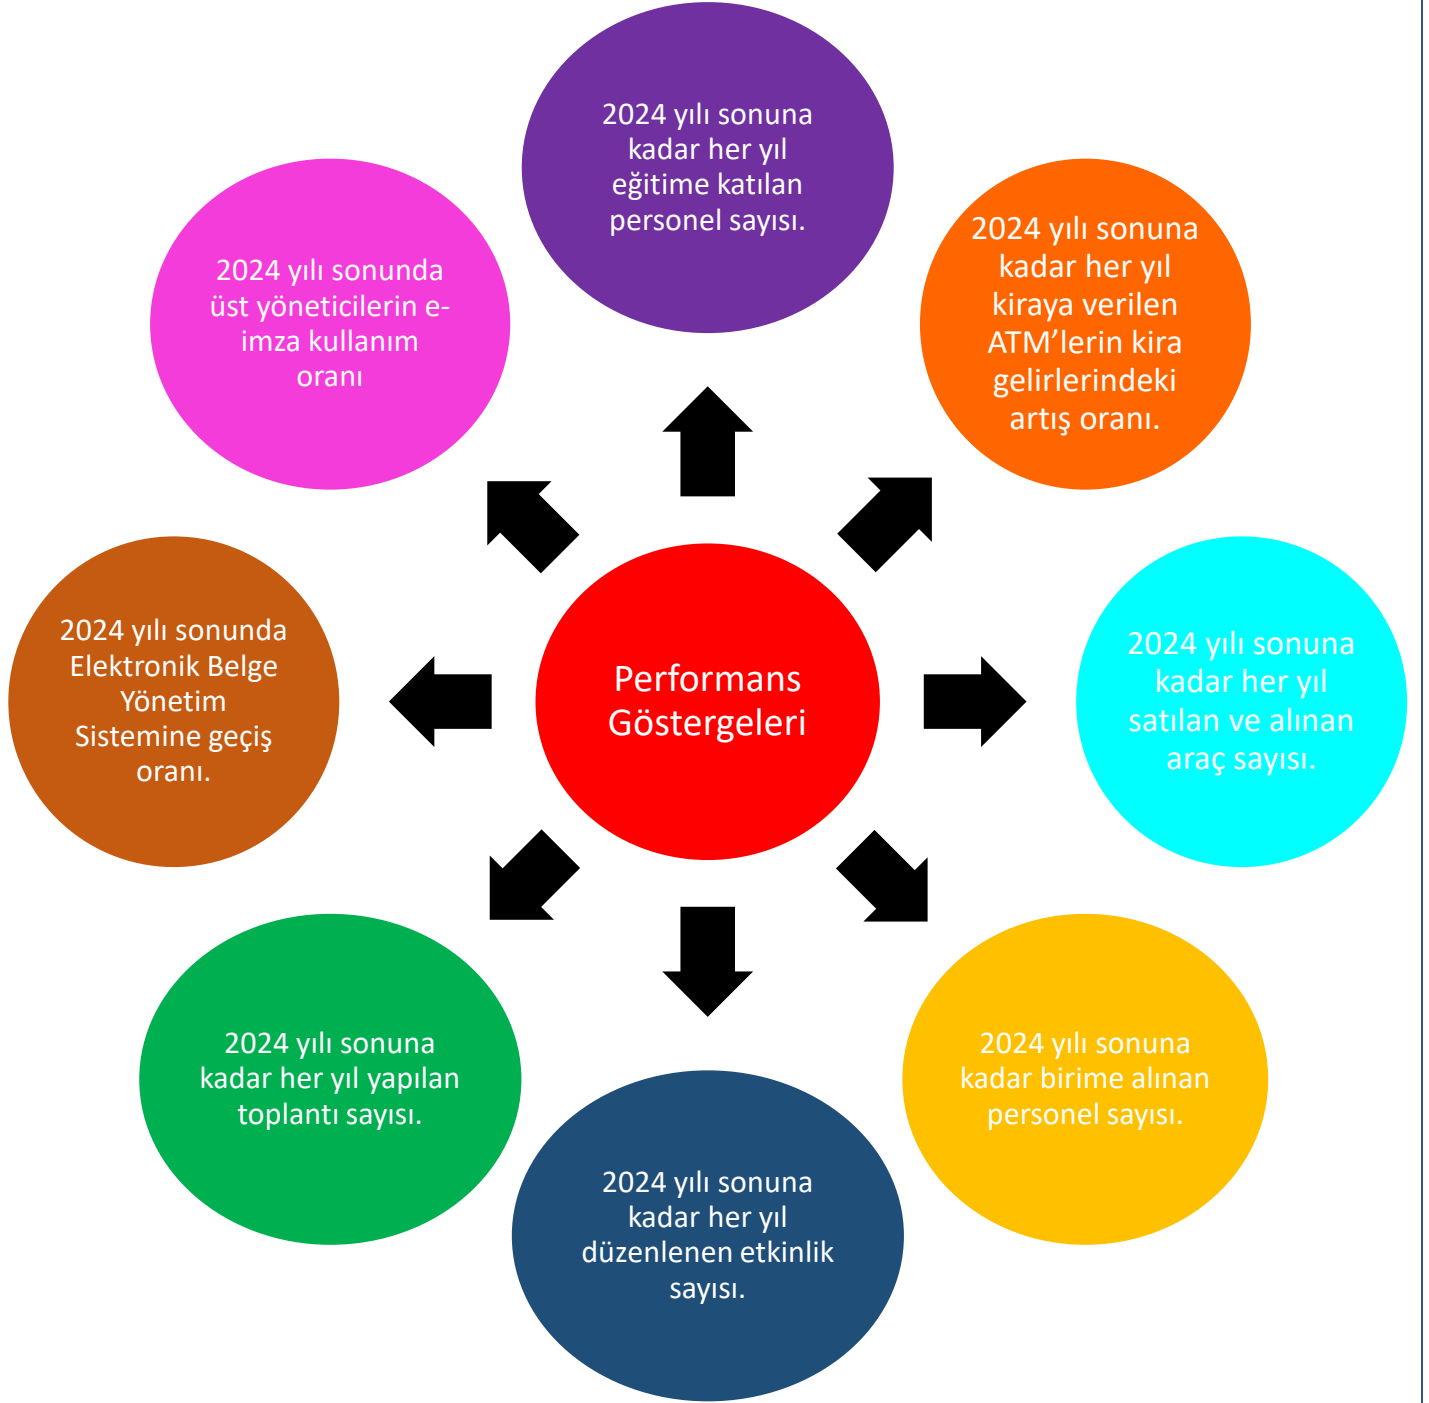 2024 yılı sonuna
kadar her yıl
eğitime katılan
personel sayısı.
2024 yılı sonuna
kadar her yıl
kiraya verilen
ATM’lerin kira
gelirlerindeki
artış oranı.
2024 yılı sonuna
kadar her yıl
satılan ve alınan
araç sayısı.
2024 yılı sonuna
kadar birime alınan
personel sayısı.
2024 yılı sonuna
kadar her yıl
düzenlenen etkinlik
sayısı.
2024 yılı sonuna
kadar her yıl yapılan
toplantı sayısı.
2024 yılı sonunda
Elektronik Belge
Yönetim
Sistemine geçiş
oranı.
2024 yılı sonunda
üst yöneticilerin e-
imza kullanım
oranı
Performans
Göstergeleri